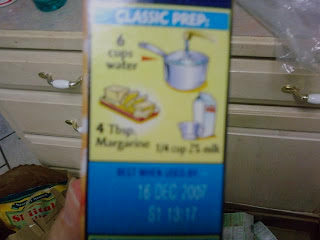 CLASSIC PREP:
6
cups
water
4 Tbsp.
Margarine
1/4 cup 2% milk
BEST WHEN USED BY
16 DEC 2007
S1 13:17